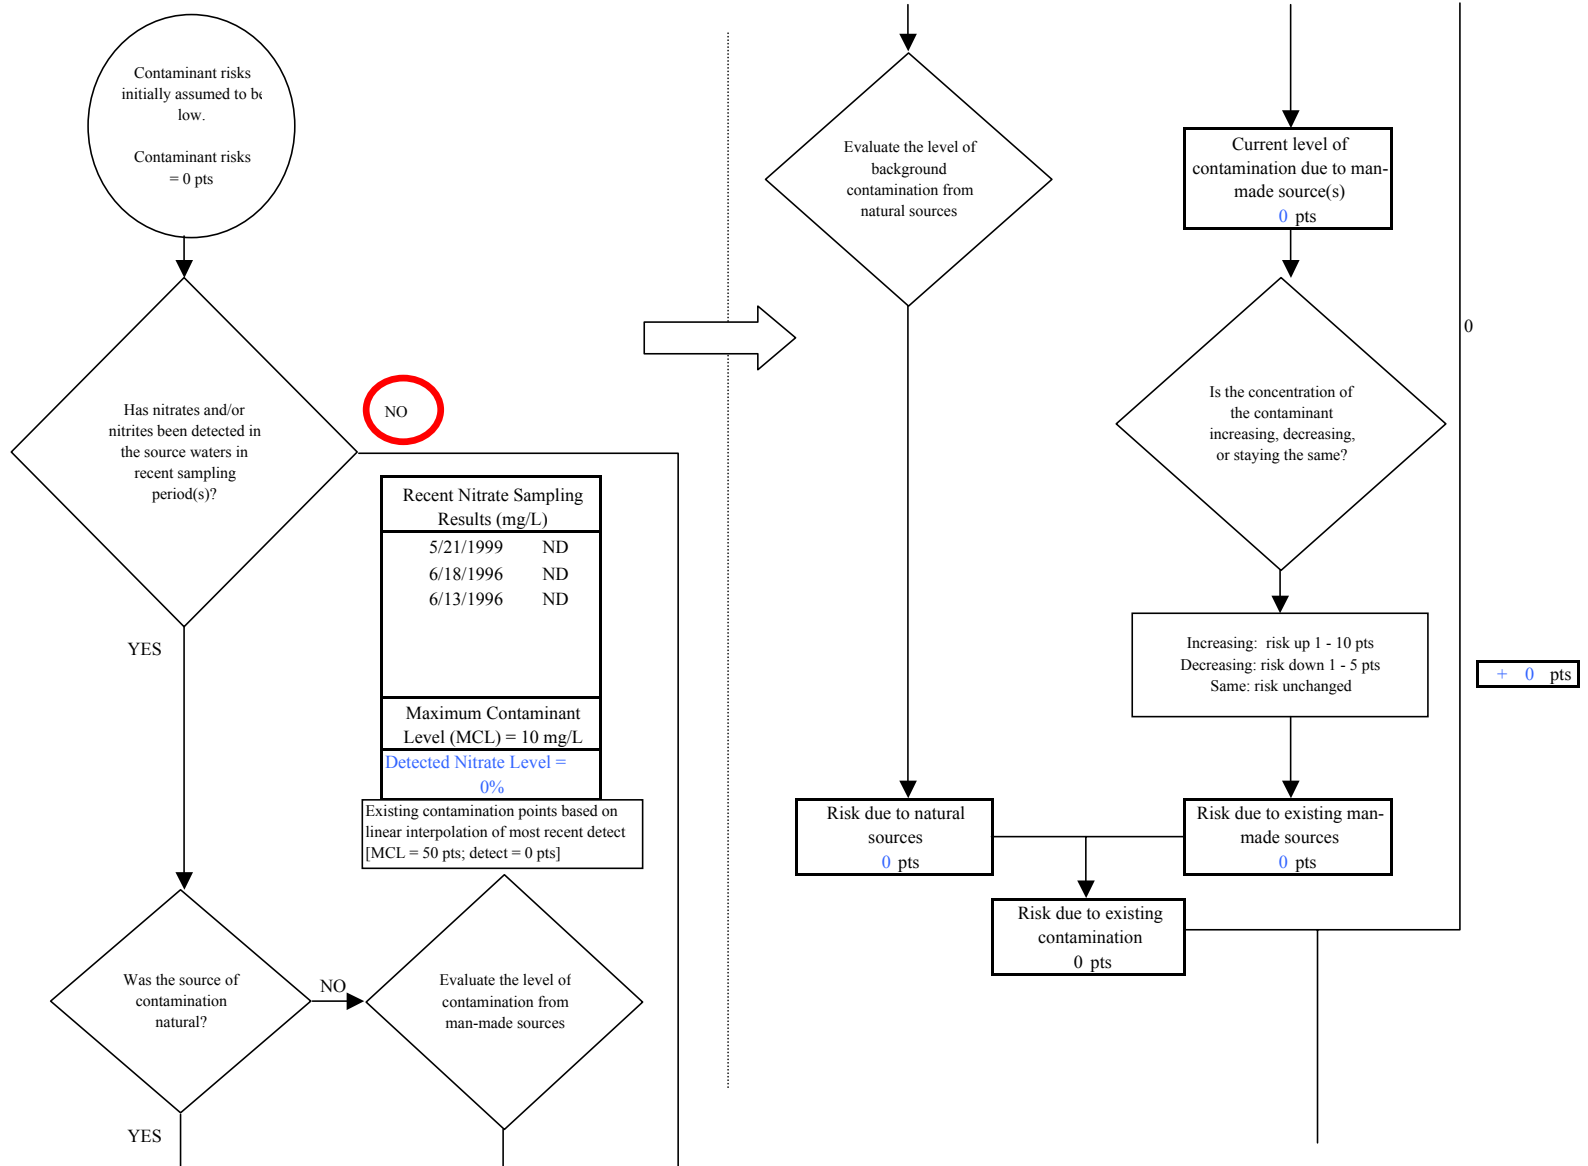 Contaminant risks
initially assumed to be
low.
Contaminant risks
= 0 pts
Has nitrates and/or
nitrites been detected in
the source waters in
recent sampling
period(s)?
NO
Recent Nitrate Sampling
Results (mg/L)
5/21/1999 ND
6/18/1996 ND
6/13/1996 ND
Maximum Contaminant
Level (MCL) = 10 mg/L
Detected Nitrate Level =
0%
Existing contamination points based on
linear interpolation of most recent detect
[MCL = 50 pts; detect = 0 pts]
YES
Was the source of
contamination
natural?
NO
Evaluate the level of
contamination from
man-made sources
YES
Evaluate the level of
background
contamination from
natural sources
Current level of
contamination due to man-
made source(s)
0 pts
Is the concentration of
the contaminant
increasing, decreasing,
or staying the same?
0
Increasing: risk up 1 - 10 pts
Decreasing: risk down 1 - 5 pts
Same: risk unchanged
+ 0 pts
Risk due to natural
sources
0 pts
Risk due to existing man-
made sources
0 pts
Risk due to existing
contamination
0 pts